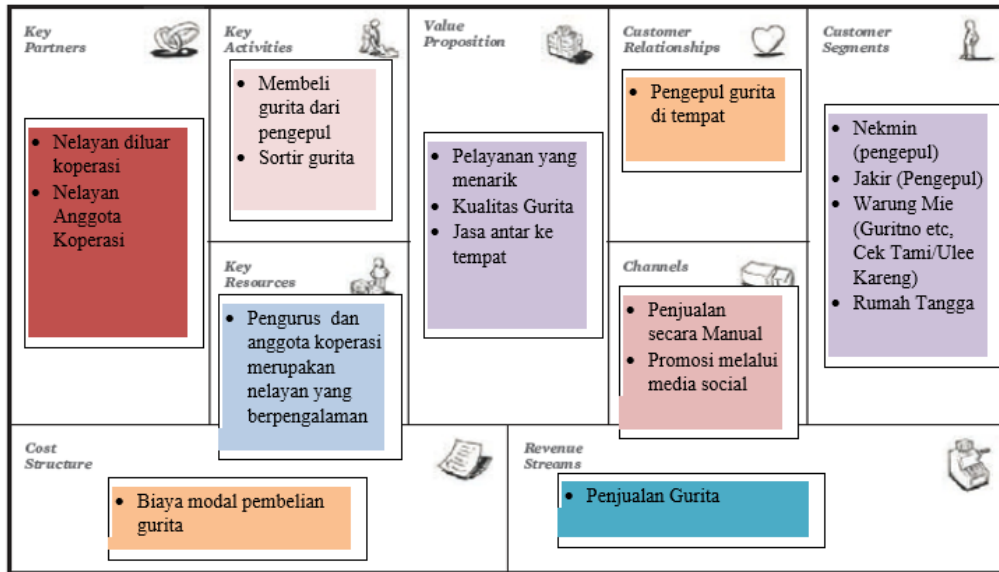 Key
Partners
• Nelayan diluar
koperasi
• Nelayan
Anggota
Koperasi
Key
Activities
• Membeli
gurita dari
pengepul
• Sortir gurita
Key
Resources
• Pengurus dan
anggota koperasi
merupakan
nelayan yang
berpengalaman
Value
Proposition
• Pelayanan yang
menarik
• Kualitas Gurita
• Jasa antar ke
tempat
Customer
Relationships
• Pengepul gurita
di tempat
Channels
• Penjualan
secara Manual
• Promosi melalui
media social
Customer
Segments
• Nekmin
(pengepul)
• Jakir (Pengepul)
• Warung Mie
(Guritno etc,
Cek Tami/Ulee
Kareng)
• Rumah Tangga
Cost
Structure
• Biaya modal pembelian
gurita
Revenue
Streams
• Penjualan Gurita